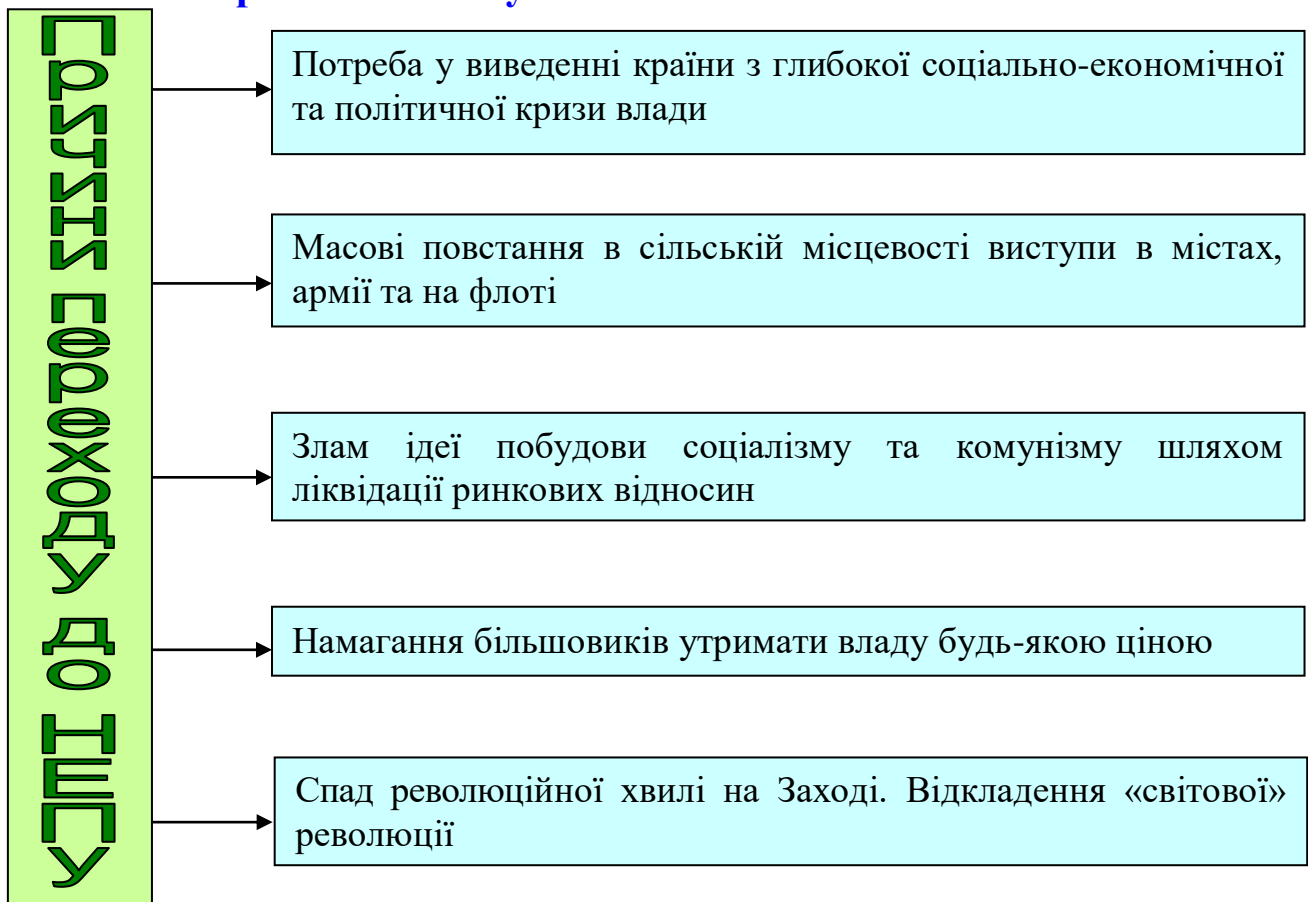 Причини переходу до НЕПУ
Потреба у виведенні країни з глибокої соціально-економічної
та політичної кризи влади
Масові повстання в сільській місцевості виступи в містах,
армії та на флоті
Злам ідеї побудови соціалізму та комунізму шляхом
ліквідації ринкових відносин
Намагання більшовиків утримати владу будь-якою ціною
Спад революційної хвилі на Заході. Відкладення «світової»
революції